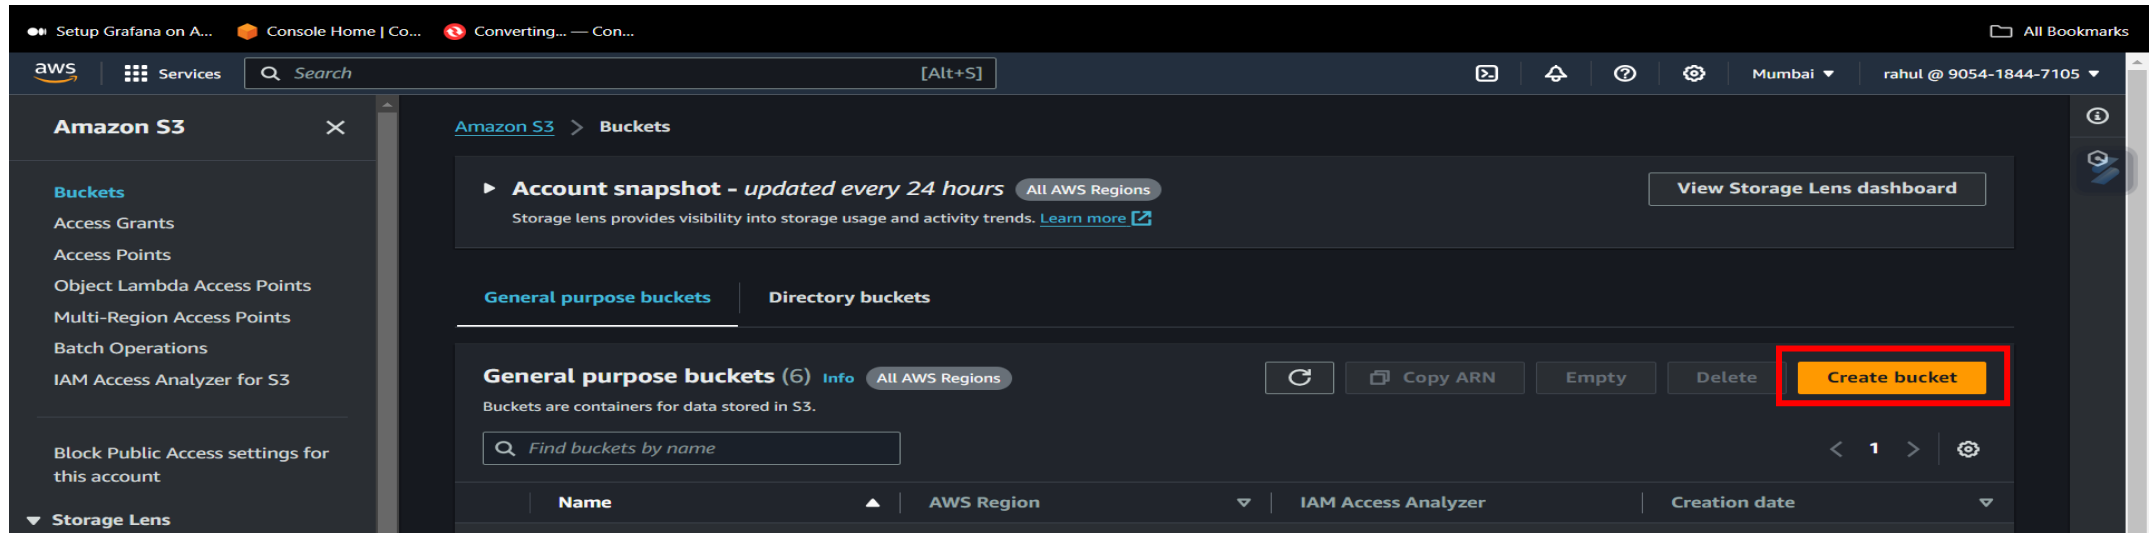 Setup Grafana on A... Console Home | Co... Converting... — Con... All Bookmarks
aws Services Search [Alt+S] Mumbai ▼ rahul @ 9054-1844-7105 ▼
Amazon S3
Buckets
Access Grants
Access Points
Object Lambda Access Points
Multi-Region Access Points
Batch Operations
IAM Access Analyzer for S3
Block Public Access settings for
this account
▼ Storage Lens
Amazon S3 > Buckets
▶ Account snapshot - updated every 24 hours All AWS Regions
View Storage Lens dashboard
Storage lens provides visibility into storage usage and activity trends. Learn more
General purpose buckets Directory buckets
General purpose buckets (6) Info All AWS Regions
Copy ARN Empty Delete Create bucket
Buckets are containers for data stored in S3.
Find buckets by name
< 1 >
Name ▲ AWS Region ▽ IAM Access Analyzer Creation date ▽